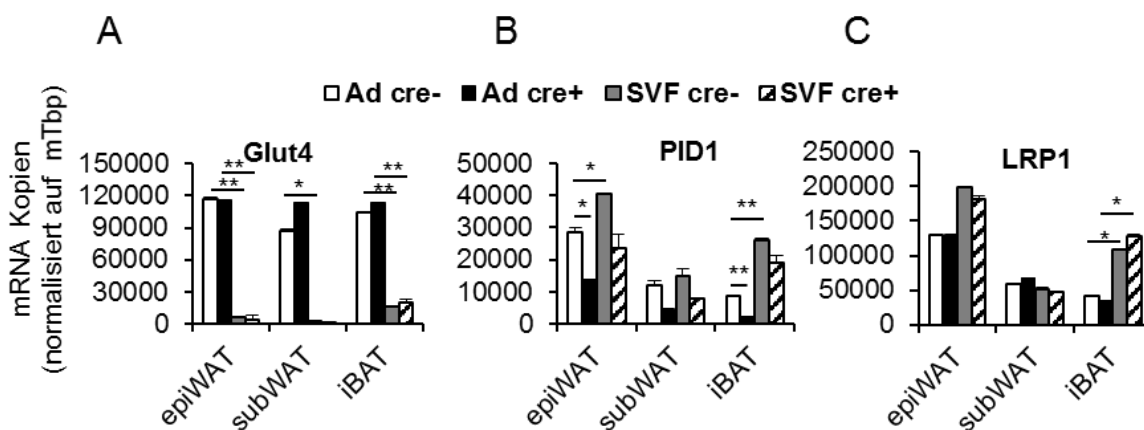 A B C
Ad cre- Ad cre+ SVF cre- SVF cre+
mRNA Kopien
(normalisiert auf mTbp)
Glut4
150000
120000
90000
60000
30000
0
** ** * ** **
epiWAT subWAT iBAT
PID1
50000
40000
30000
20000
10000
0
* * ** **
epiWAT subWAT iBAT
LRP1
250000
200000
150000
100000
50000
0
* *
epiWAT subWAT iBAT